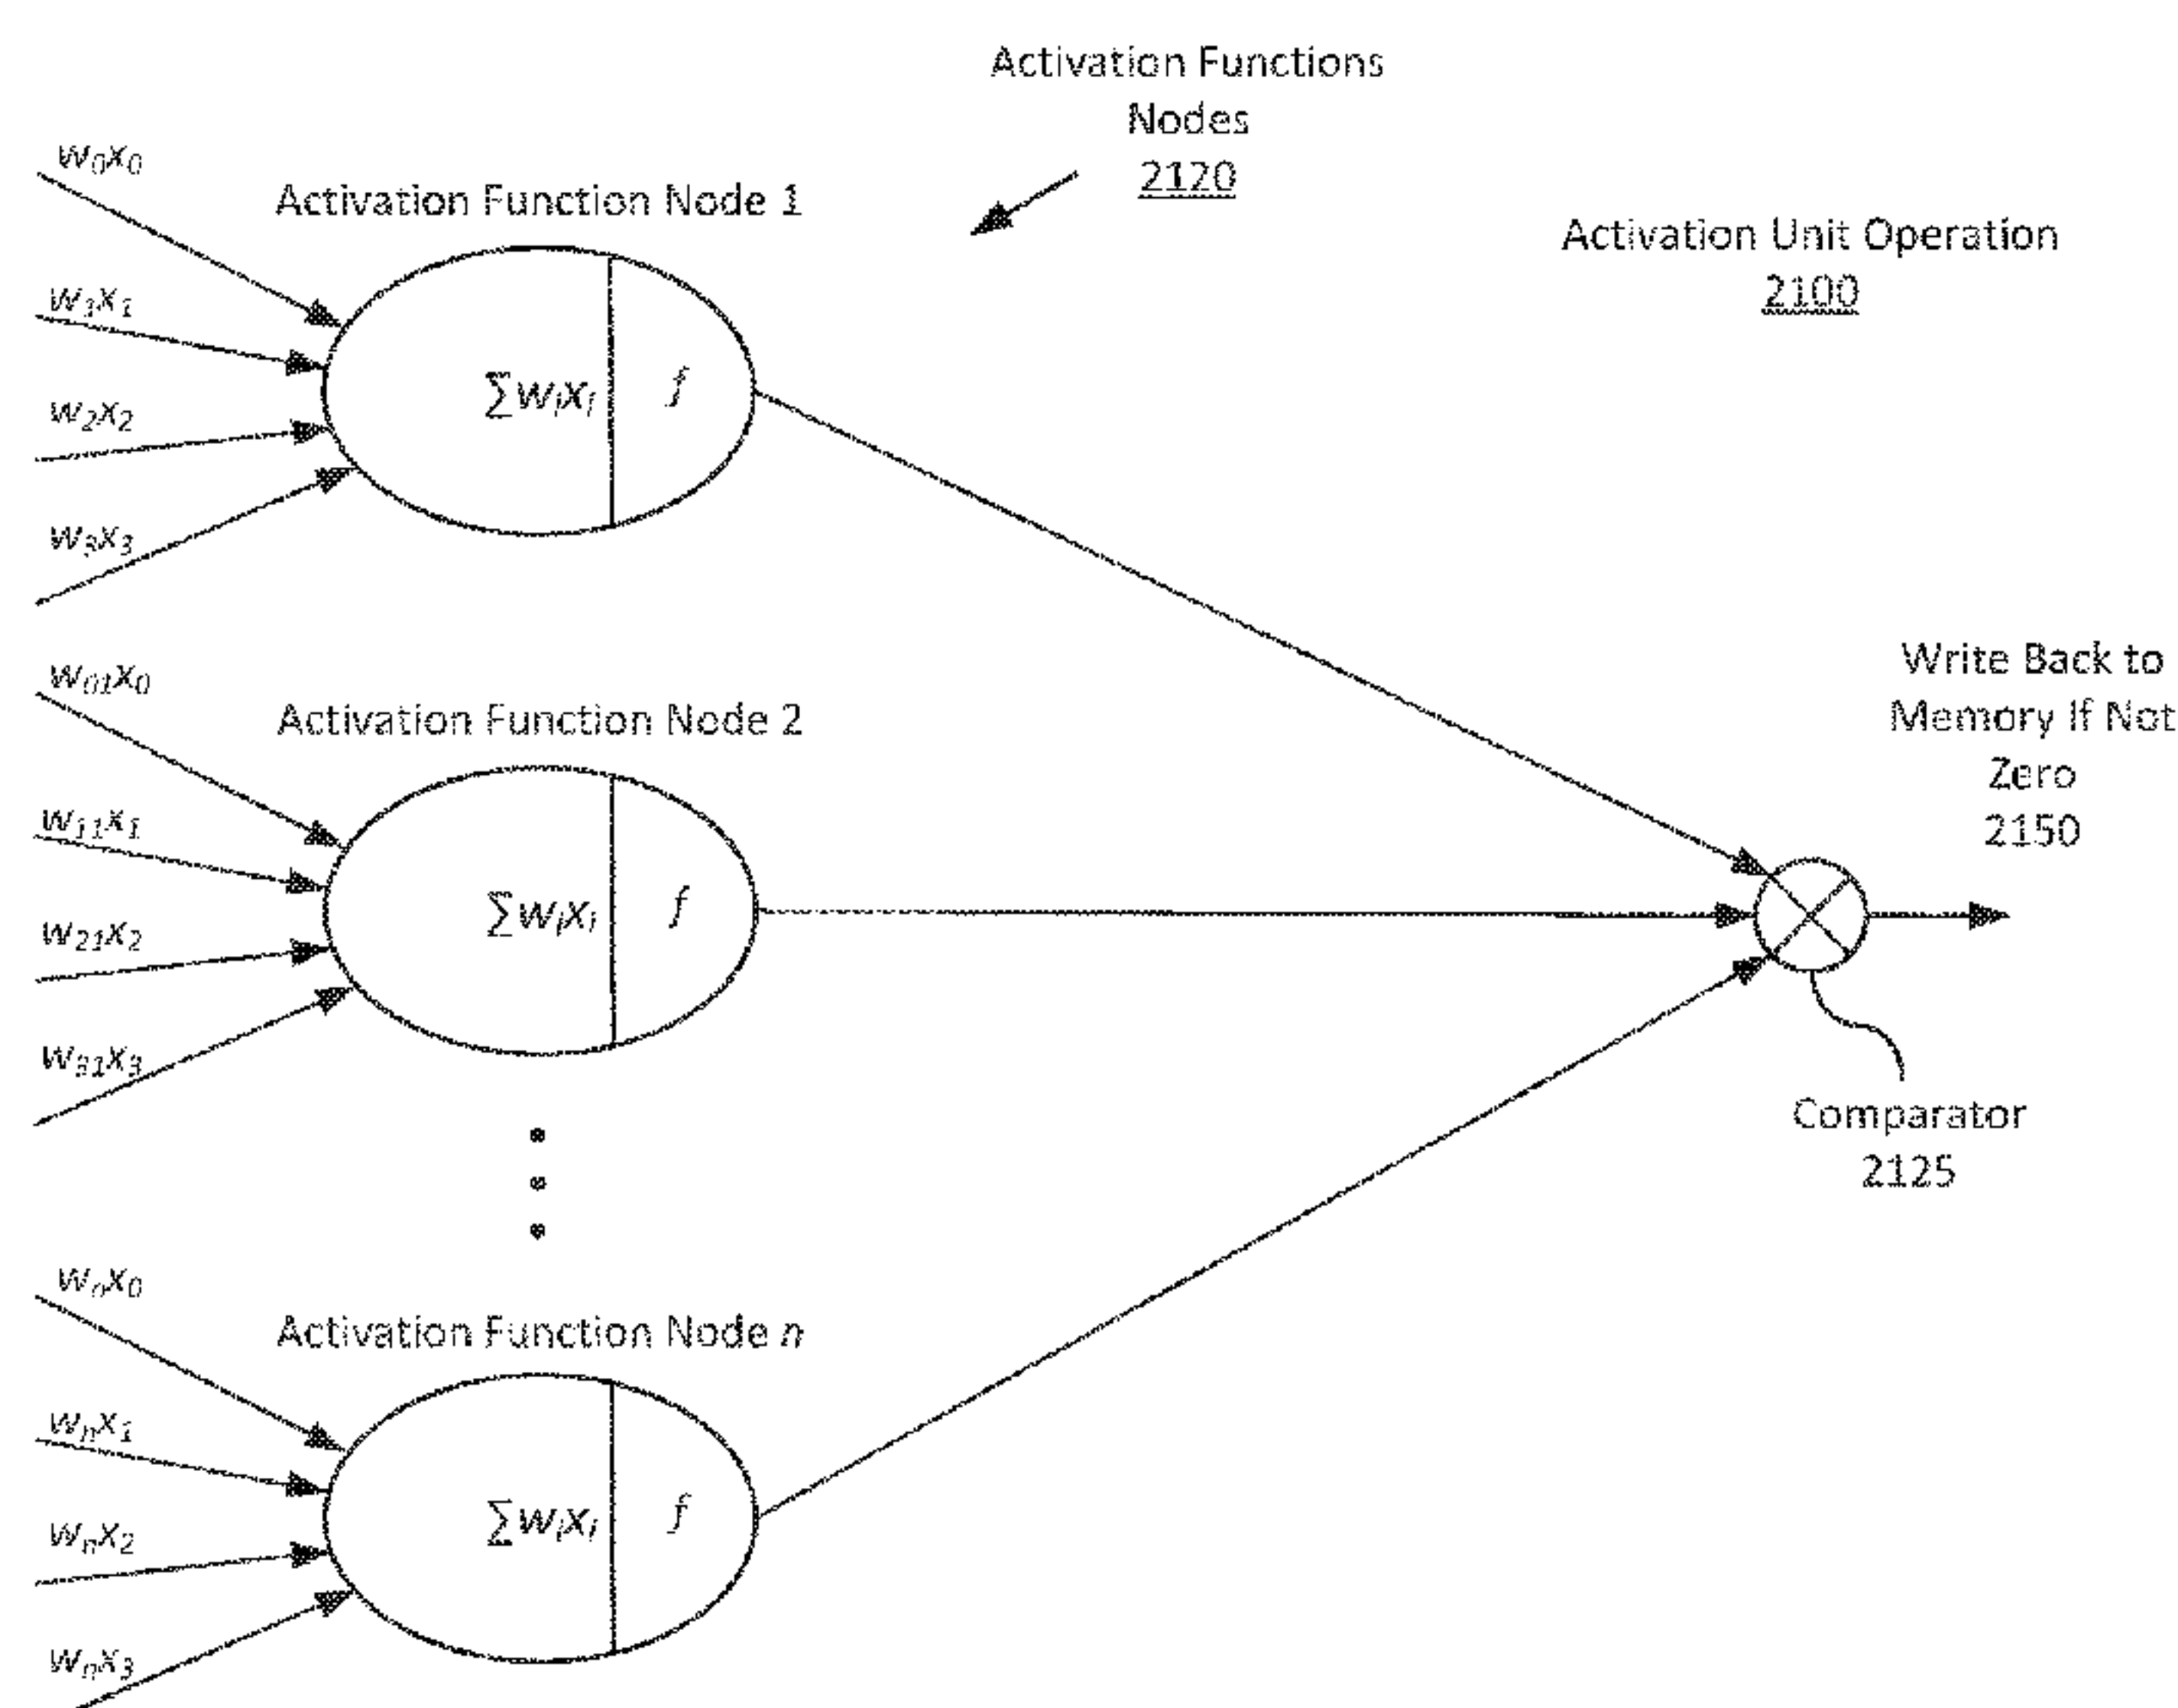 Activation Functions
Nodes
2120
Activation Unit Operation
2100
w₀x₀
Activation Function Node 1
w₁x₁
w₂x₂
w₃x₃
∑wᵢxᵢ
f
w₀₁x₀
Activation Function Node 2
w₁₁x₁
w₂₁x₂
w₃₁x₃
∑wᵢxᵢ
f
Write Back to
Memory If Not
Zero
2150
Comparator
2125
Activation Function Node n
wₙx₁
wₙx₂
wₙx₃
∑wᵢxᵢ
f